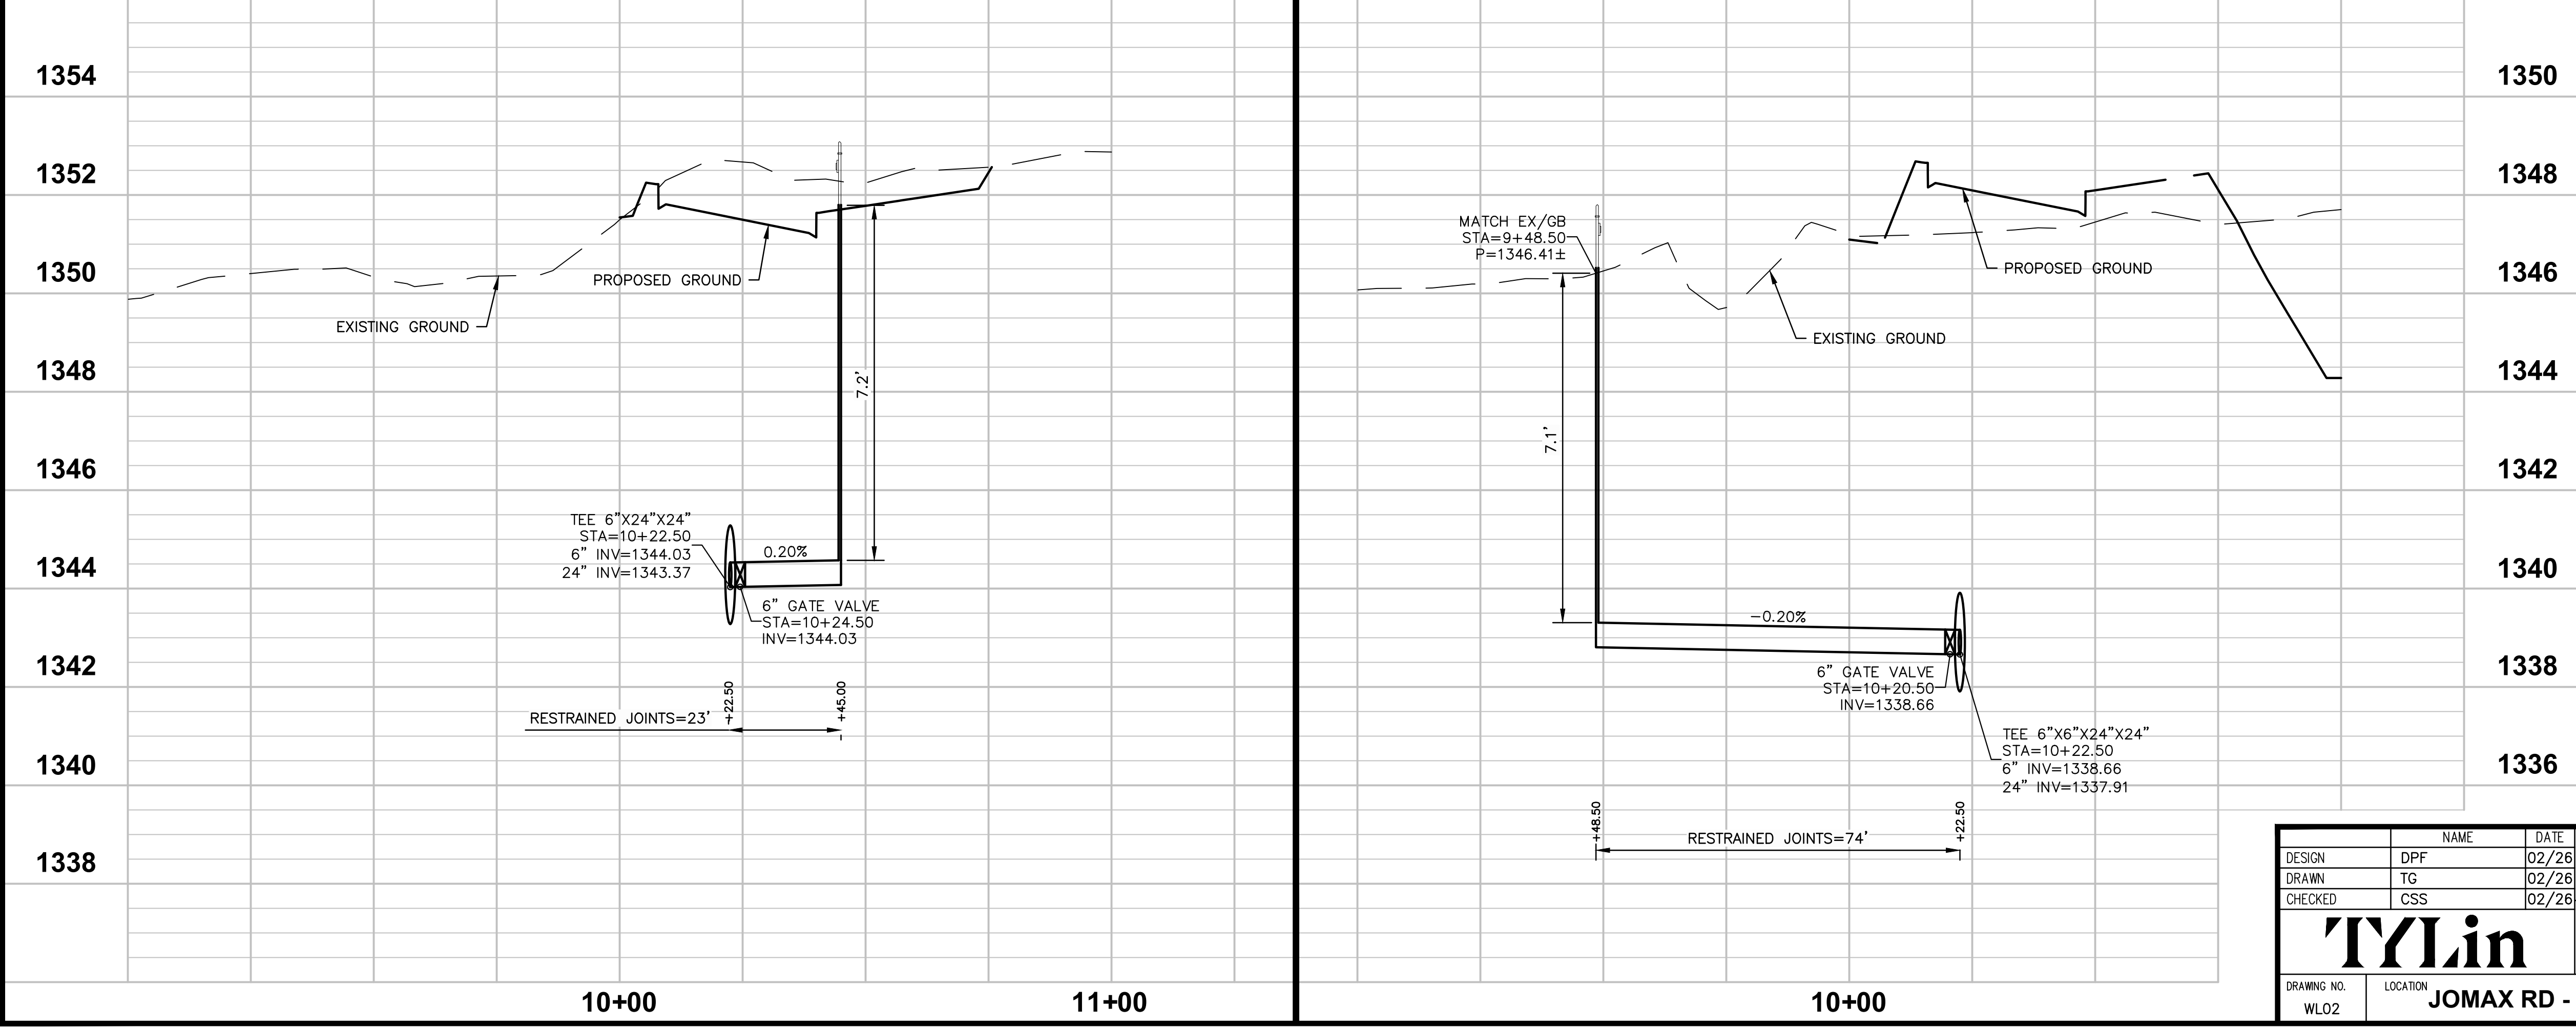 1354
1352
1350
1348
1346
1344
1342
1340
1338
PROPOSED GROUND
EXISTING GROUND
7.2'
TEE 6"X24"X24"
STA=10+22.50
6" INV=1344.03
24" INV=1343.37
0.20%
6" GATE VALVE
STA=10+24.50
INV=1344.03
+22.50
+45.00
RESTRAINED JOINTS=23'
10+00
11+00
MATCH EX/GB
STA=9+48.50
P=1346.41±
PROPOSED GROUND
EXISTING GROUND
7.1'
-0.20%
6" GATE VALVE
STA=10+20.50
INV=1338.66
TEE 6"X6"X24"X24"
STA=10+22.50
6" INV=1338.66
24" INV=1337.91
+48.50
+22.50
RESTRAINED JOINTS=74'
10+00
1350
1348
1346
1344
1342
1340
1338
1336
NAME DATE
DESIGN DPF 02/26
DRAWN TG 02/26
CHECKED CSS 02/26
TYLin
DRAWING NO.
WL02
LOCATION
JOMAX RD -